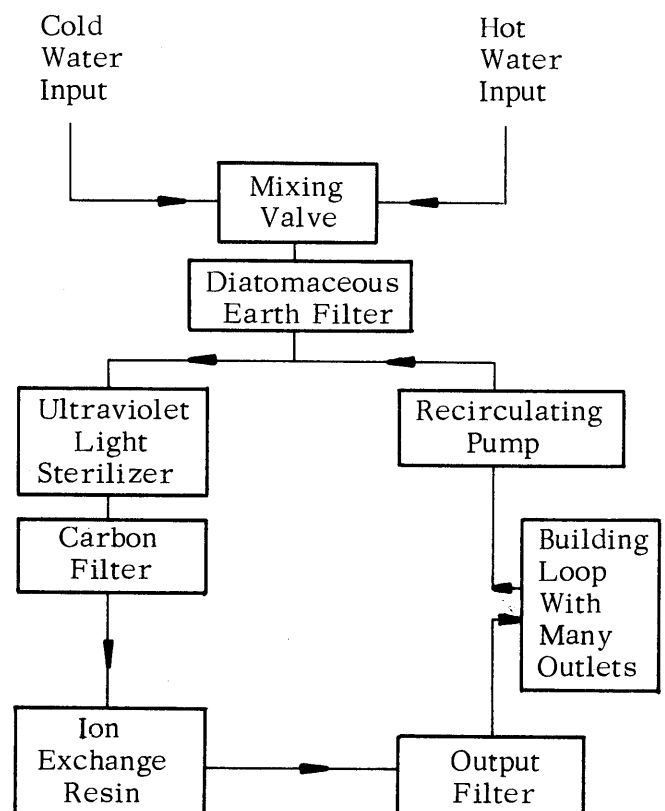 Cold
Water
Input
Hot
Water
Input
Mixing
Valve
Diatomaceous
Earth Filter
Ultraviolet
Light
Sterilizer
Recirculating
Pump
Carbon
Filter
Building
Loop
With
Many
Outlets
Ion
Exchange
Resin
Output
Filter